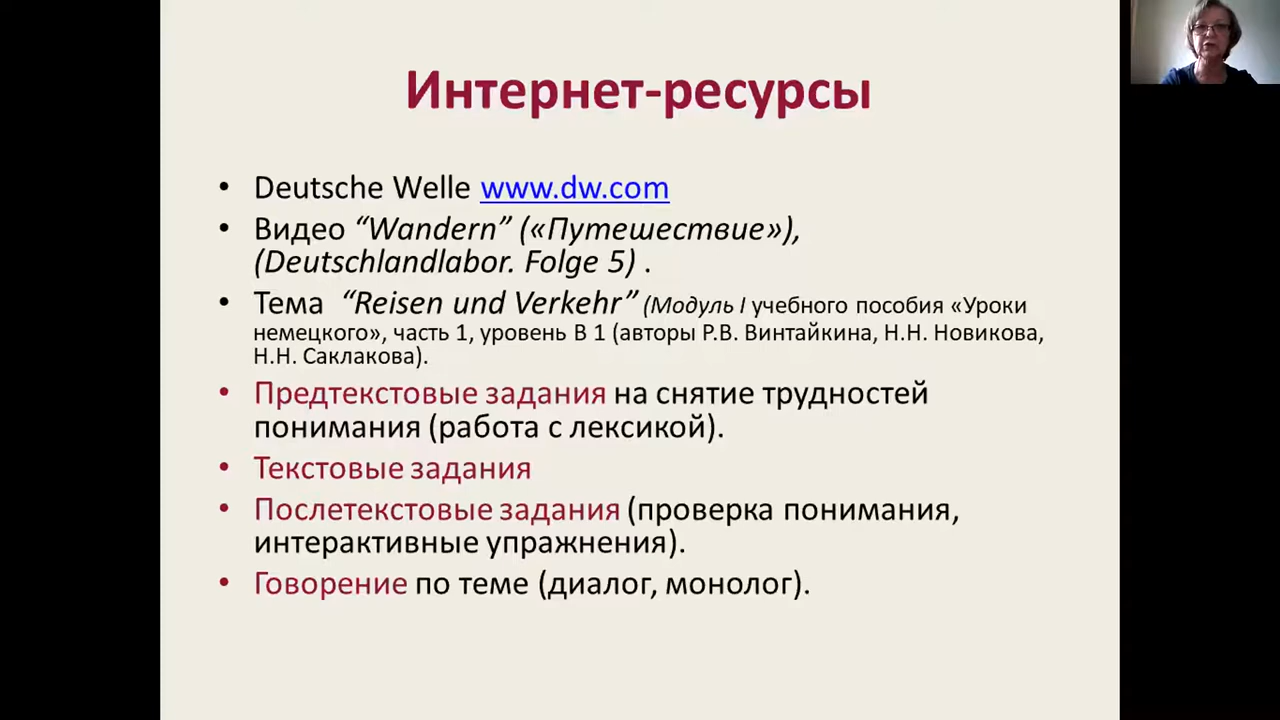 Интернет-ресурсы
• Deutsche Welle www.dw.com
• Видео “Wandern” («Путешествие»),
(Deutschlandlabor. Folge 5) .
• Тема “Reisen und Verkehr” (Модуль I учебного пособия «Уроки
немецкого», часть 1, уровень В 1 (авторы Р.В. Винтайкина, Н.Н. Новикова,
Н.Н. Саклакова).
• Предтекстовые задания на снятие трудностей
понимания (работа с лексикой).
• Текстовые задания
• Послетекстовые задания (проверка понимания,
интерактивные упражнения).
• Говорение по теме (диалог, монолог).